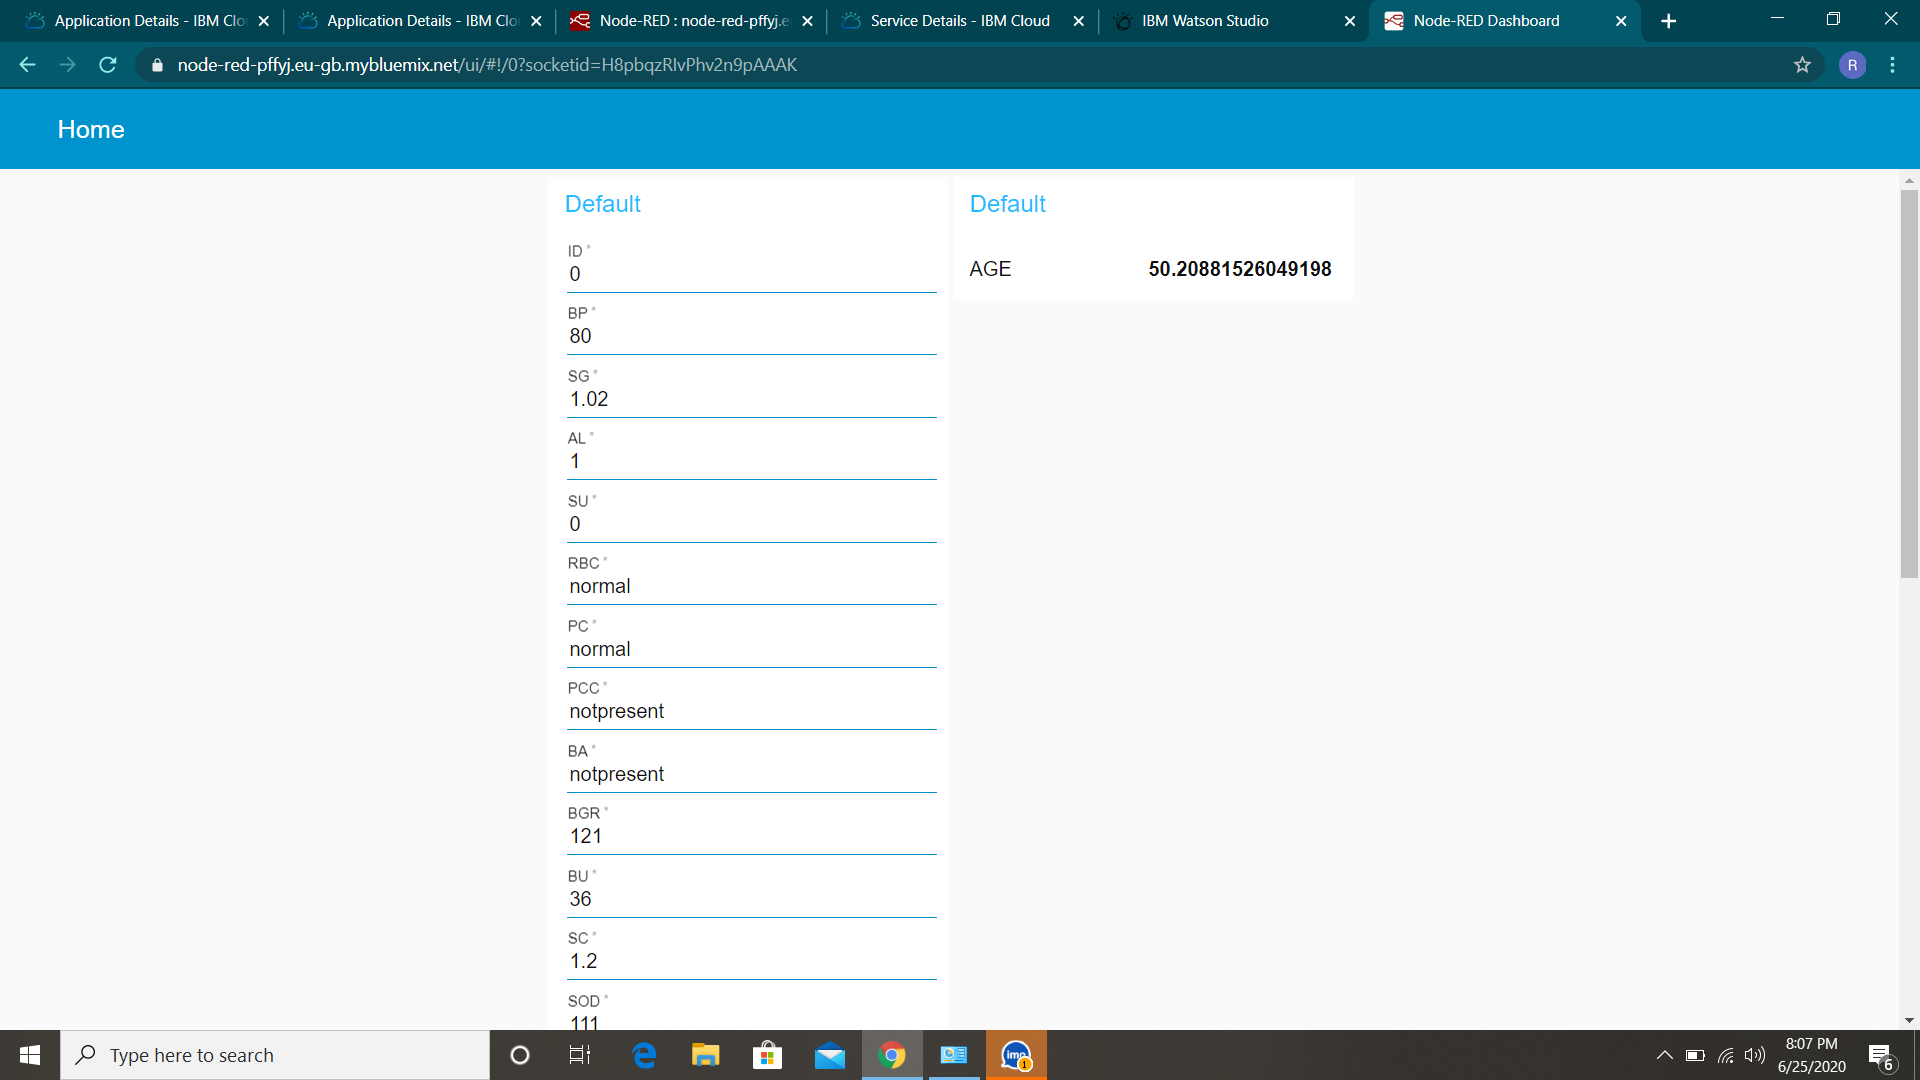 Application Details - IBM Clo
Application Details - IBM Clo
Node-RED : node-red-pffyj.e
Service Details - IBM Cloud
IBM Watson Studio
Node-RED Dashboard
node-red-pffyj.eu-gb.mybluemix.net/ui/#!/0?socketid=H8pbqzRlvPhv2n9pAAAK
R
Home
Default
ID *
0
BP *
80
SG *
1.02
AL *
1
SU *
0
RBC *
normal
PC *
normal
PCC *
notpresent
BA *
notpresent
BGR *
121
BU *
36
SC *
1.2
SOD *
111
Default
AGE 50.20881526049198
Type here to search
imo
1
8:07 PM
6/25/2020
6